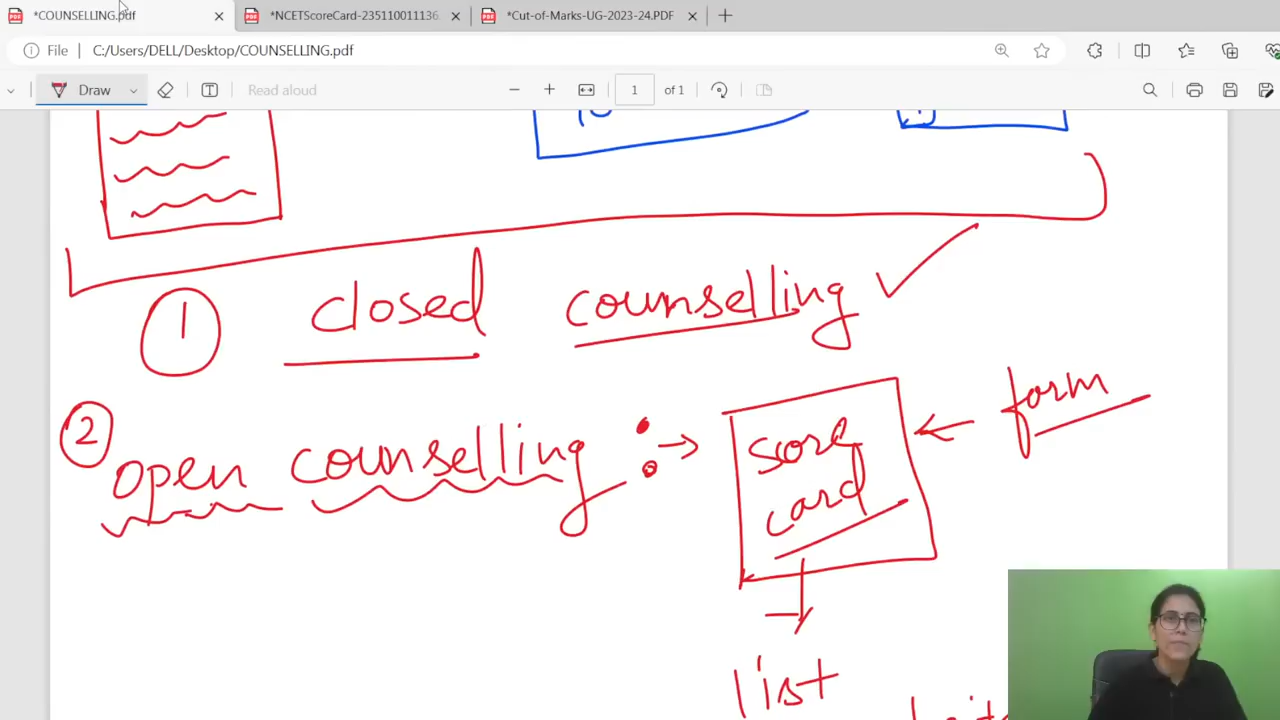 *COUNSELLING.pdf
*NCETScoreCard-235110011136
*Cut-of-Marks-UG-2023-24.PDF
File
C:/Users/DELL/Desktop/COUNSELLING.pdf
Draw
Read aloud
1 of 1
1 closed counselling
2 open counselling :
score card
form
list